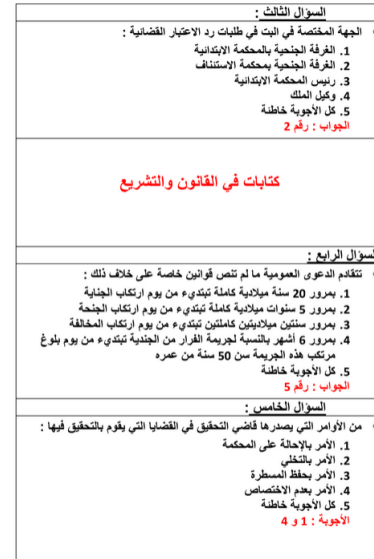 السؤال الثالث :
الجهة المختصة في البت في طلبات رد الاعتبار القضائية :
1. الغرفة الجنحية بالمحكمة الابتدائية
2. الغرفة الجنحية بمحكمة الاستئناف
3. رئيس المحكمة الابتدائية
4. وكيل الملك
5. كل الأجوبة خاطئة
الجواب : رقم 2
كتابات في القانون والتشريع
السؤال الرابع :
تتقادم الدعوى العمومية ما لم تنص قوانين خاصة على خلاف ذلك :
1. بمرور 20 سنة ميلادية كاملة تبتديء من يوم ارتكاب الجناية
2. بمرور 5 سنوات ميلادية كاملة تبتديء من يوم ارتكاب الجنحة
3. بمرور سنتين ميلاديتين كاملتين تبتديء من يوم ارتكاب المخالفة
4. بمرور 6 أشهر بالنسبة لجريمة الفرار من الجندية تبتديء من يوم بلوغ
مرتكب هذه الجريمة سن 50 سنة من عمره
5. كل الأجوبة خاطئة
الجواب : رقم 5
السؤال الخامس :
من الأوامر التي يصدرها قاضي التحقيق في القضايا التي يقوم بالتحقيق فيها :
1. الأمر بالإحالة على المحكمة
2. الأمر بالتخلي
3. الأمر بحفظ المسطرة
4. الأمر بعدم الاختصاص
5. كل الأجوبة خاطئة
الأجوبة : 1 و 4